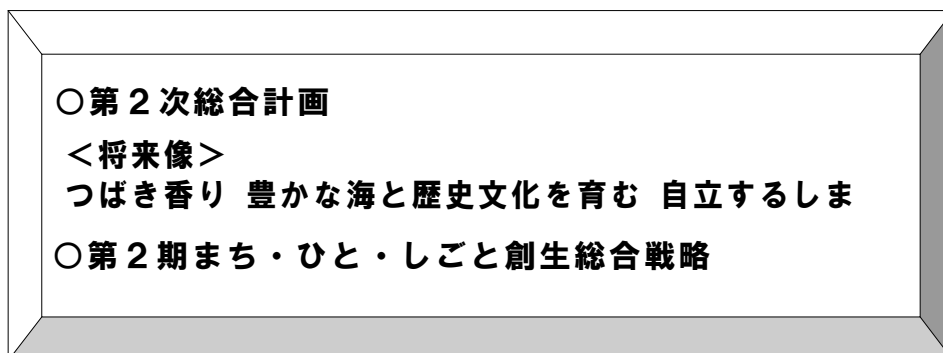 ○第２次総合計画
＜将来像＞
つばき香り 豊かな海と歴史文化を育む 自立するしま
○第２期まち・ひと・しごと創生総合戦略